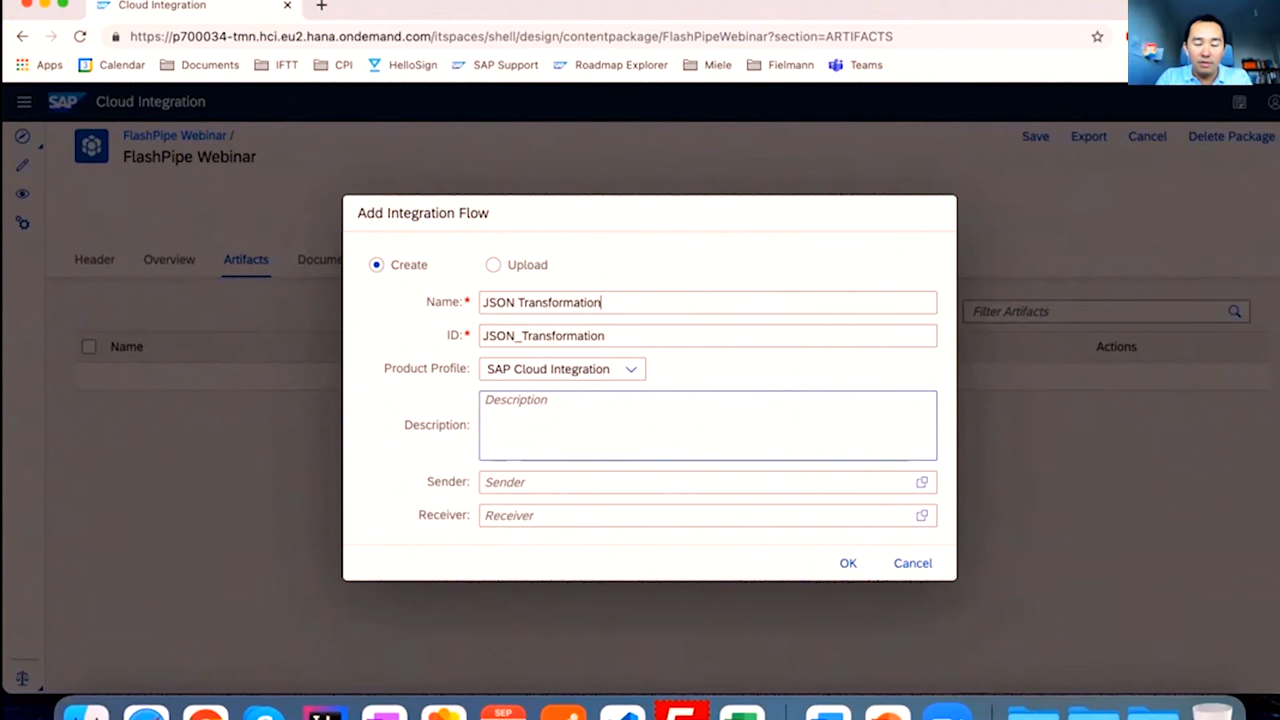 Cloud Integration
https://p700034-tmn.hci.eu2.hana.ondemand.com/itspaces/shell/design/contentpackage/FlashPipeWebinar?section=ARTIFACTS
Apps Calendar Documents IFTT CPI HelloSign SAP Support Roadmap Explorer Miele Fielmann Teams
SAP Cloud Integration
FlashPipe Webinar /
FlashPipe Webinar
Save Export Cancel Delete Package
Header Overview Artifacts Docume
Filter Artifacts
Name Actions
Add Integration Flow
Create Upload
Name:* JSON Transformation
ID:* JSON_Transformation
Product Profile: SAP Cloud Integration
Description: Description
Sender: Sender
Receiver: Receiver
OK Cancel
SEP